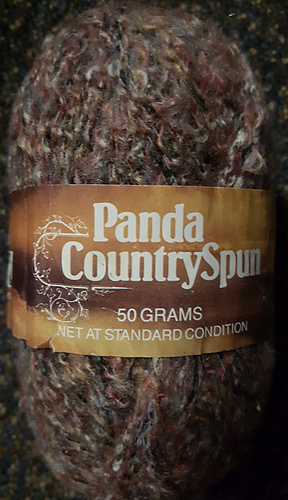 Panda
CountrySpun
50 GRAMS
NET AT STANDARD CONDITION